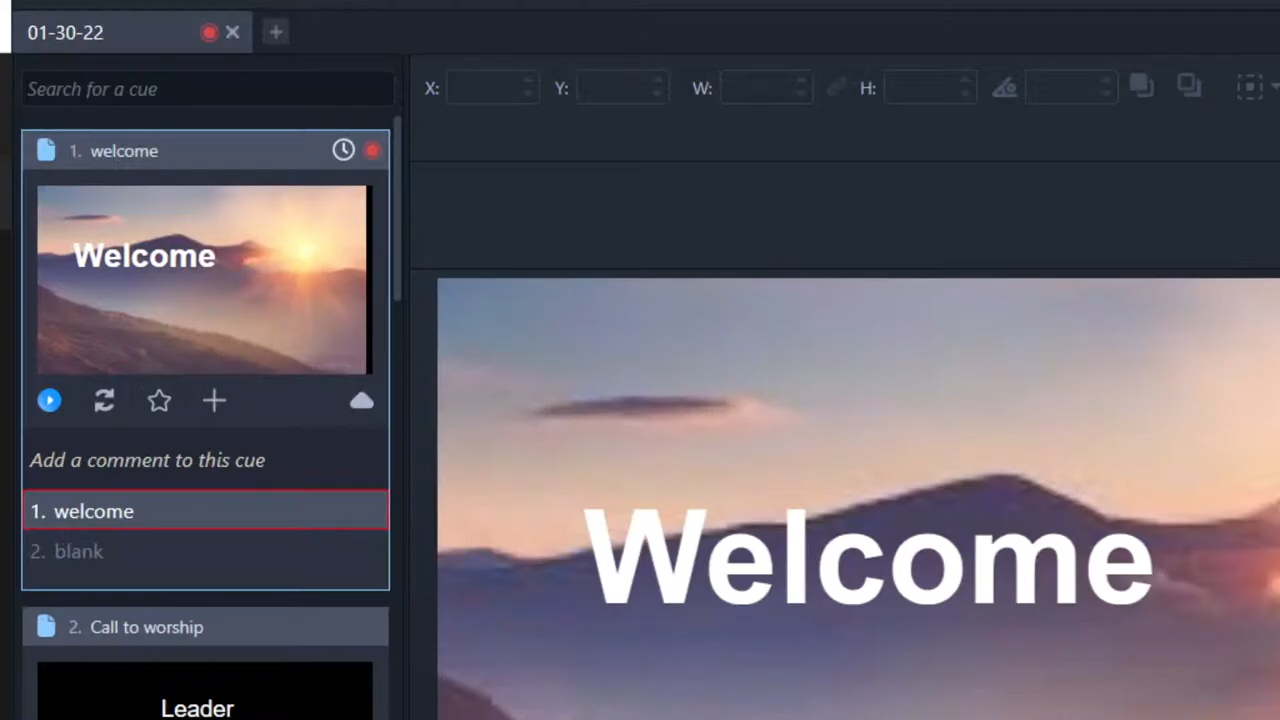 01-30-22
Search for a cue
X: Y: W: H:
1. welcome
Welcome
Add a comment to this cue
1. welcome
2. blank
2. Call to worship
Leader
Welcome